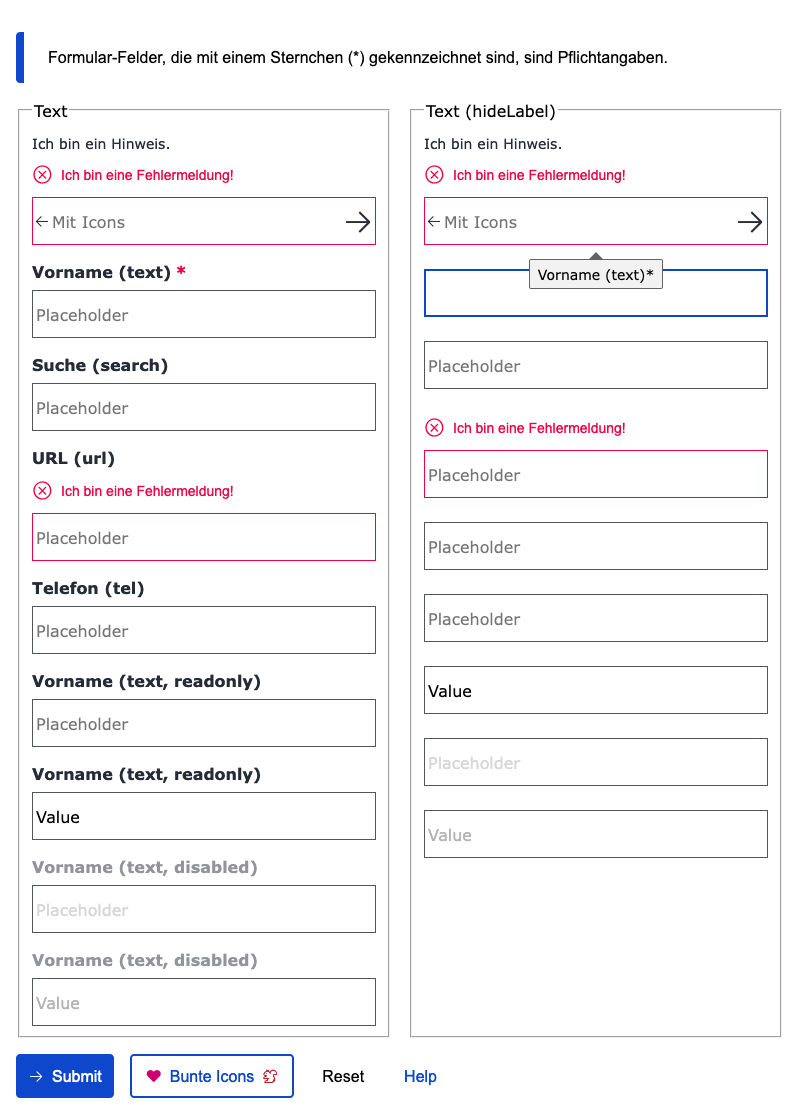 Formular-Felder, die mit einem Sternchen (*) gekennzeichnet sind, sind Pflichtangaben.
Text
Ich bin ein Hinweis.
Ich bin eine Fehlermeldung!
Mit Icons
Vorname (text) *
Placeholder
Suche (search)
Placeholder
URL (url)
Ich bin eine Fehlermeldung!
Placeholder
Telefon (tel)
Placeholder
Vorname (text, readonly)
Placeholder
Vorname (text, readonly)
Value
Vorname (text, disabled)
Placeholder
Vorname (text, disabled)
Value
Text (hideLabel)
Ich bin ein Hinweis.
Ich bin eine Fehlermeldung!
Mit Icons
Vorname (text)*
Placeholder
Ich bin eine Fehlermeldung!
Placeholder
Placeholder
Placeholder
Value
Placeholder
Value
Submit
Bunte Icons
Reset
Help